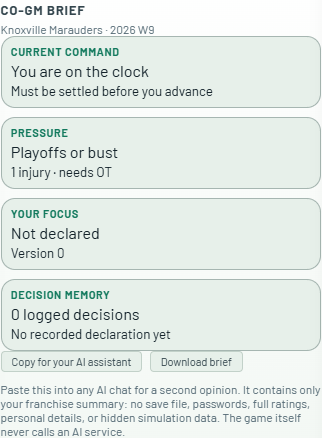 CO-GM BRIEF
Knoxville Marauders · 2026 W9
CURRENT COMMAND
You are on the clock
Must be settled before you advance
PRESSURE
Playoffs or bust
1 injury · needs OT
YOUR FOCUS
Not declared
Version 0
DECISION MEMORY
0 logged decisions
No recorded declaration yet
Copy for your AI assistant
Download brief
Paste this into any AI chat for a second opinion. It contains only
your franchise summary: no save file, passwords, full ratings,
personal details, or hidden simulation data. The game itself
never calls an AI service.